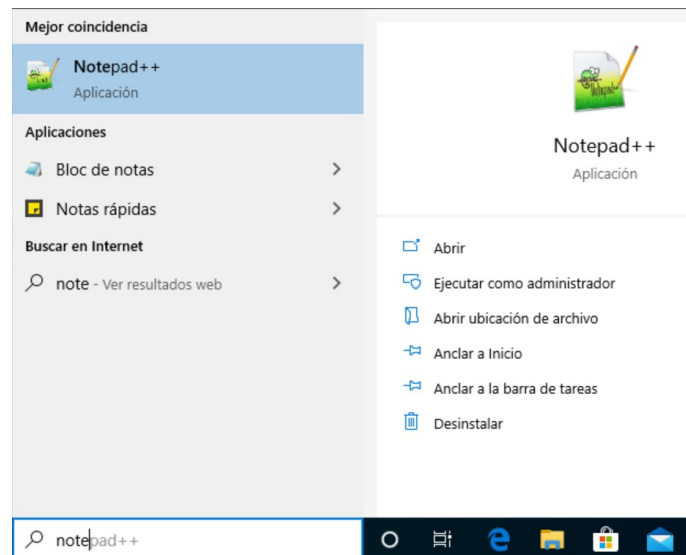 Mejor coincidencia
Notepad++
Aplicación
Aplicaciones
Bloc de notas
Notas rápidas
Buscar en Internet
note - Ver resultados web
notepad++
Notepad++
Notepad++
Aplicación
Abrir
Ejecutar como administrador
Abrir ubicación de archivo
Anclar a Inicio
Anclar a la barra de tareas
Desinstalar